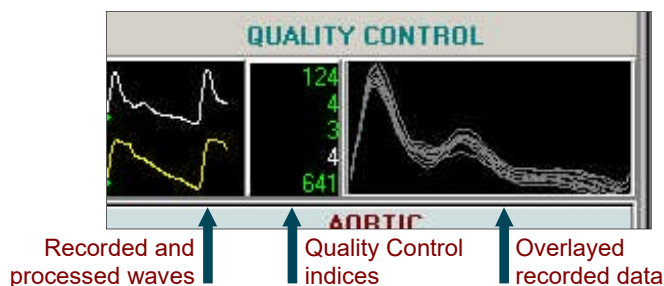 QUALITY CONTROL
124
4
3
4
641
AORTIC
Recorded and
processed waves
Quality Control
indices
Overlayed
recorded data